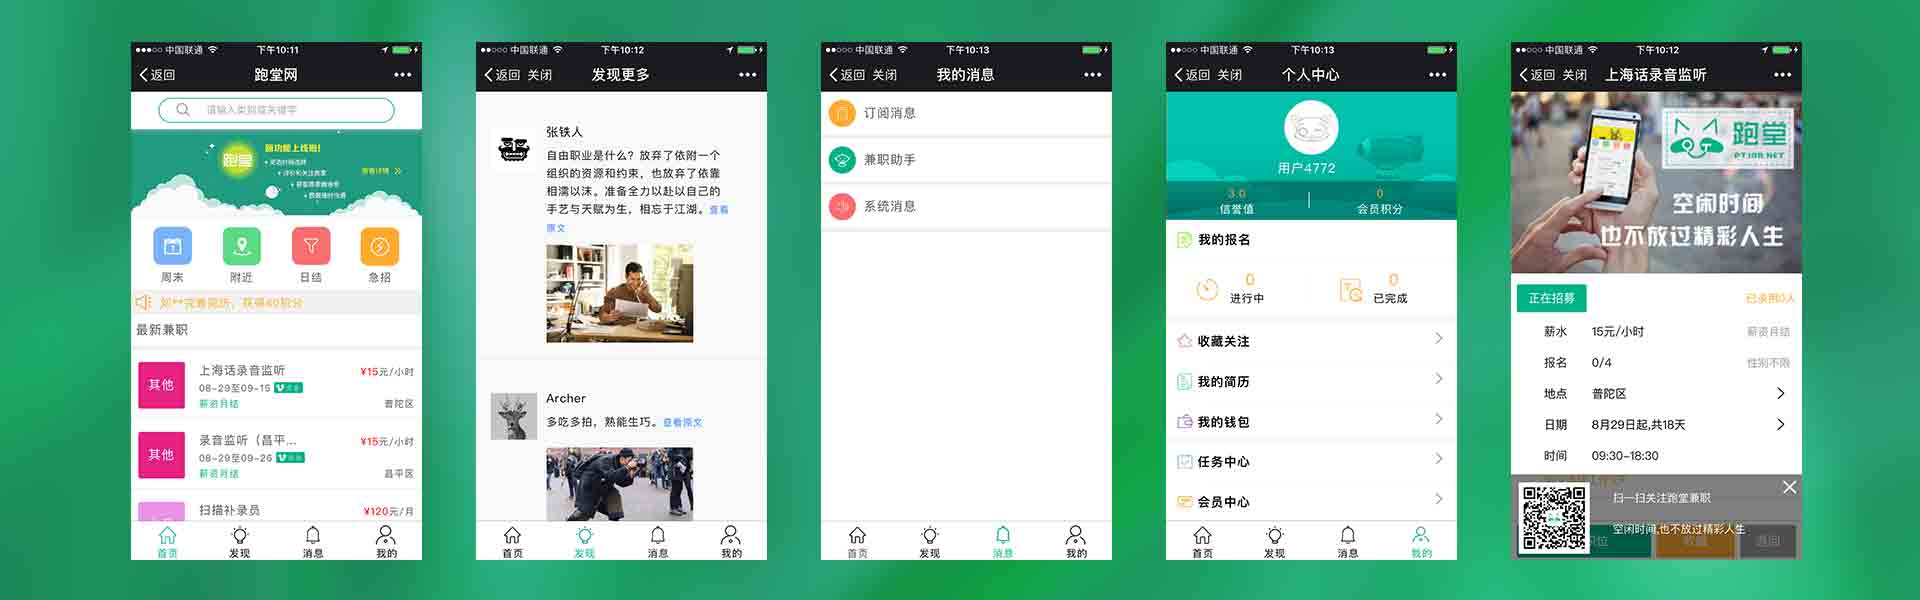 中国联通 下午10:11
返回 跑堂网
请输入类别或关键字
跑堂
新功能上线啦!
查看详情
周末 附近 日结 急招
刘**完善简历，获得40积分
最新兼职
其他
上海话录音监听
¥15元/小时
08-29至09-15
薪资月结
普陀区
其他
录音监听（昌平...
¥15元/小时
08-29至09-26
薪资月结
昌平区
扫描补录员
¥120元/月
首页 发现 消息 我的
中国联通 下午10:12
返回 关闭 发现更多
张铁人
自由职业是什么？放弃了依附一个
组织的资源和约束，也放弃了依靠
相濡以沫。准备全力以赴以自己的
手艺与天赋为生，相忘于江湖。查看
原文
Archer
多吃多拍，熟能生巧。查看原文
首页 发现 消息 我的
中国联通 下午10:13
返回 关闭 我的消息
订阅消息
兼职助手
系统消息
首页 发现 消息 我的
中国联通 下午10:13
返回 关闭 个人中心
用户4772
3.0 0
信誉值 会员积分
我的报名
0 0
进行中 已完成
收藏关注
我的简历
我的钱包
任务中心
会员中心
首页 发现 消息 我的
中国联通 下午10:12
返回 关闭 上海话录音监听
跑堂
PTJOB.NET
空闲时间
也不放过精彩人生
正在招募 已录用0人
薪水 15元/小时 薪资月结
报名 0/4 性别不限
地点 普陀区
日期 8月29日起,共18天
时间 09:30-18:30
扫一扫关注跑堂兼职
空闲时间,也不放过精彩人生
职位 收藏 返回